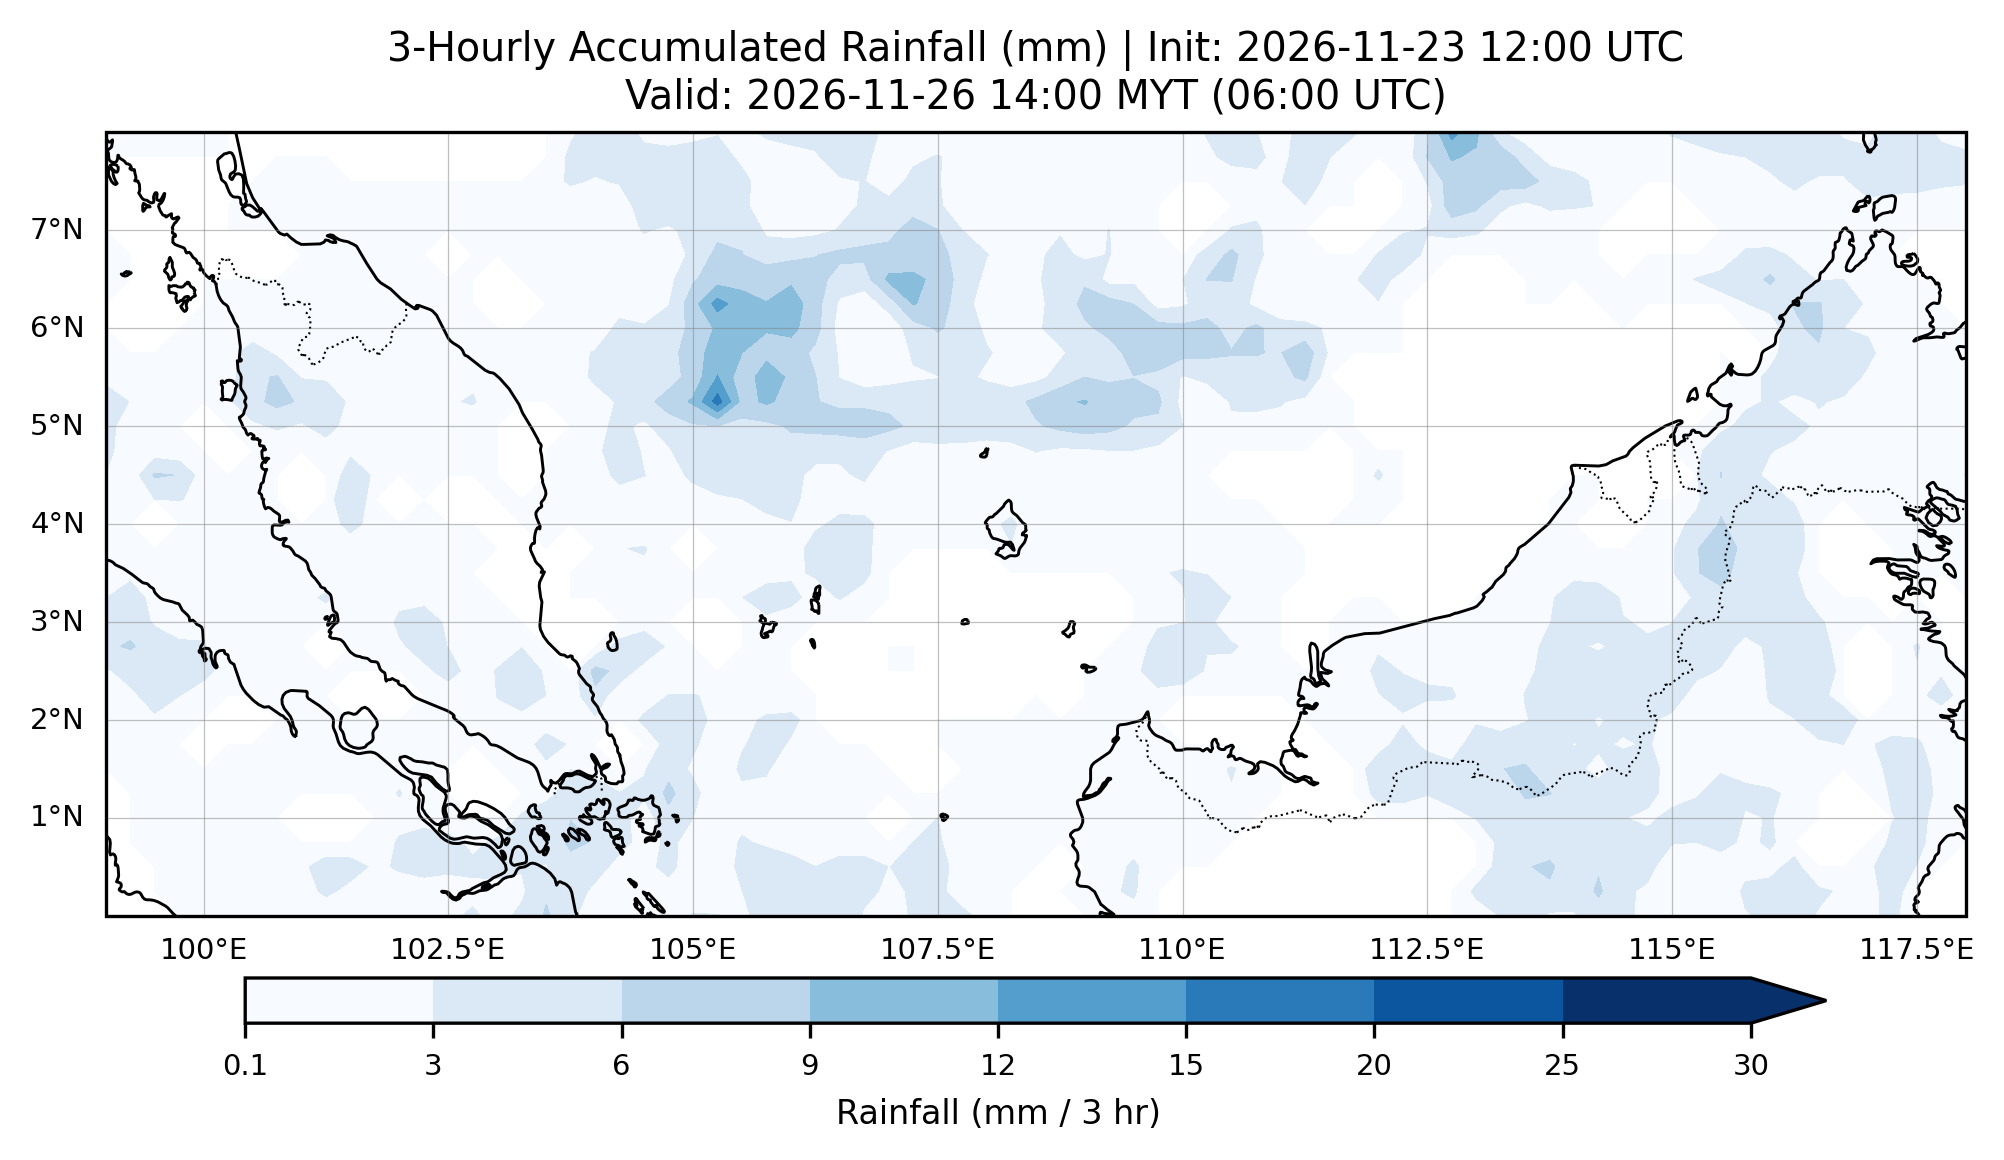 3-Hourly Accumulated Rainfall (mm) | Init: 2026-11-23 12:00 UTC
Valid: 2026-11-26 14:00 MYT (06:00 UTC)
7°N
6°N
5°N
4°N
3°N
2°N
1°N
100°E 102.5°E 105°E 107.5°E 110°E 112.5°E 115°E 117.5°E
0.1 3 6 9 12 15 20 25 30
Rainfall (mm / 3 hr)